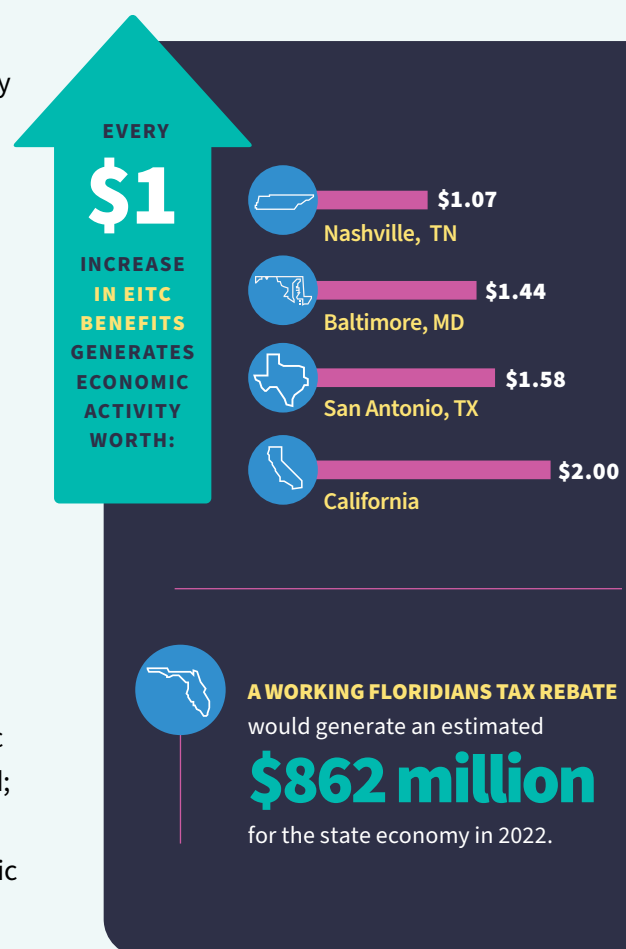 EVERY
$1
INCREASE
IN EITC
BENEFITS
GENERATES
ECONOMIC
ACTIVITY
WORTH:
$1.07
Nashville, TN
$1.44
Baltimore, MD
$1.58
San Antonio, TX
$2.00
California
A WORKING FLORIDIANS TAX REBATE
would generate an estimated
$862 million
for the state economy in 2022.